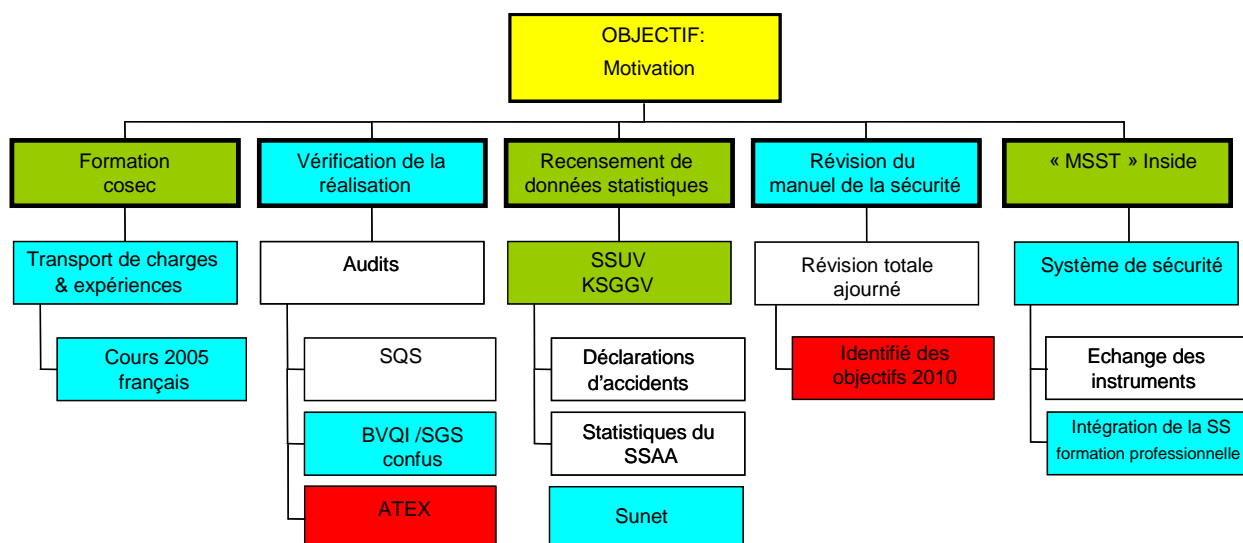 OBJECTIF:
Motivation
Formation
cosec
Vérification de la
réalisation
Recensement de
données statistiques
Révision du
manuel de la sécurité
« MSST » Inside
Transport de charges
& expériences
Audits
SSUV
KSGGV
Révision totale
ajourné
Système de sécurité
Cours 2005
français
SQS
Déclarations
d'accidents
Identifié des
objectifs 2010
Echange des
instruments
BVQI /SGS
confus
Statistiques du
SSAA
Intégration de la SS
formation professionnelle
ATEX
Sunet